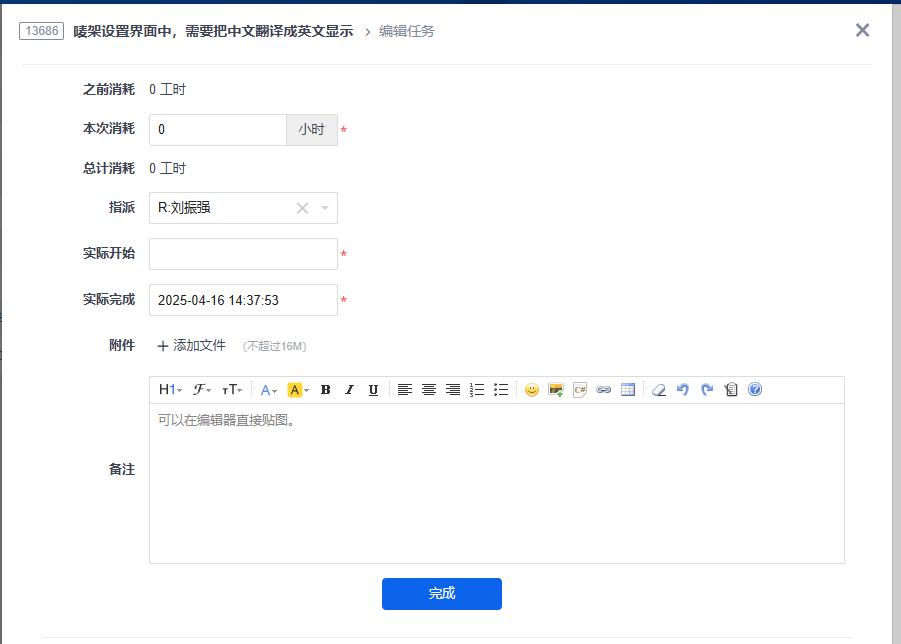 13686 唛架设置界面中，需要把中文翻译成英文显示 > 编辑任务
之前消耗 0 工时
本次消耗 0 小时 *
总计消耗 0 工时
指派 R:刘振强
实际开始 *
实际完成 2025-04-16 14:37:53 *
附件 + 添加文件 (不超过16M)
H1 ℱ тT A A B I U C#
可以在编辑器直接贴图。
备注
完成